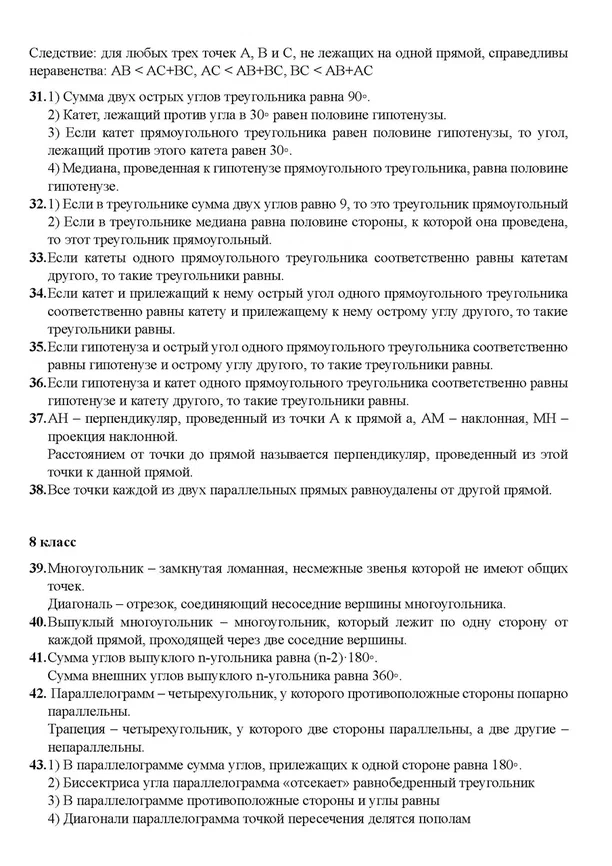 Следствие: для любых трех точек A, B и C, не лежащих на одной прямой, справедливы
неравенства: AB < AC+BC, AC < AB+BC, BC < AB+AC
31.1) Сумма двух острых углов треугольника равна 90◦.
2) Катет, лежащий против угла в 30◦ равен половине гипотенузы.
3) Если катет прямоугольного треугольника равен половине гипотенузы, то угол,
лежащий против этого катета равен 30◦.
4) Медиана, проведенная к гипотенузе прямоугольного треугольника, равна половине
гипотенузе.
32.1) Если в треугольнике сумма двух углов равно 9, то это треугольник прямоугольный
2) Если в треугольнике медиана равна половине стороны, к которой она проведена,
то этот треугольник прямоугольный.
33.Если катеты одного прямоугольного треугольника соответственно равны катетам
другого, то такие треугольники равны.
34.Если катет и прилежащий к нему острый угол одного прямоугольного треугольника
соответственно равны катету и прилежащему к нему острому углу другого, то такие
треугольники равны.
35.Если гипотенуза и острый угол одного прямоугольного треугольника соответственно
равны гипотенузе и острому углу другого, то такие треугольники равны.
36.Если гипотенуза и катет одного прямоугольного треугольника соответственно равны
гипотенузе и катету другого, то такие треугольники равны.
37.AH – перпендикуляр, проведенный из точки A к прямой a, AM – наклонная, MH –
проекция наклонной.
Расстоянием от точки до прямой называется перпендикуляр, проведенный из этой
точки к данной прямой.
38.Все точки каждой из двух параллельных прямых равноудалены от другой прямой.
8 класс
39.Многоугольник – замкнутая ломанная, несмежные звенья которой не имеют общих
точек.
Диагональ – отрезок, соединяющий несоседние вершины многоугольника.
40.Выпуклый многоугольник – многоугольник, который лежит по одну сторону от
каждой прямой, проходящей через две соседние вершины.
41.Сумма углов выпуклого n-угольника равна (n-2)·180◦.
Сумма внешних углов выпуклого n-угольника равна 360◦.
42. Параллелограмм – четырехугольник, у которого противоположные стороны попарно
параллельны.
Трапеция – четырехугольник, у которого две стороны параллельны, а две другие –
непараллельны.
43.1) В параллелограмме сумма углов, прилежащих к одной стороне равна 180◦.
2) Биссектриса угла параллелограмма «отсекает» равнобедренный треугольник
3) В параллелограмме противоположные стороны и углы равны
4) Диагонали параллелограмма точкой пересечения делятся пополам